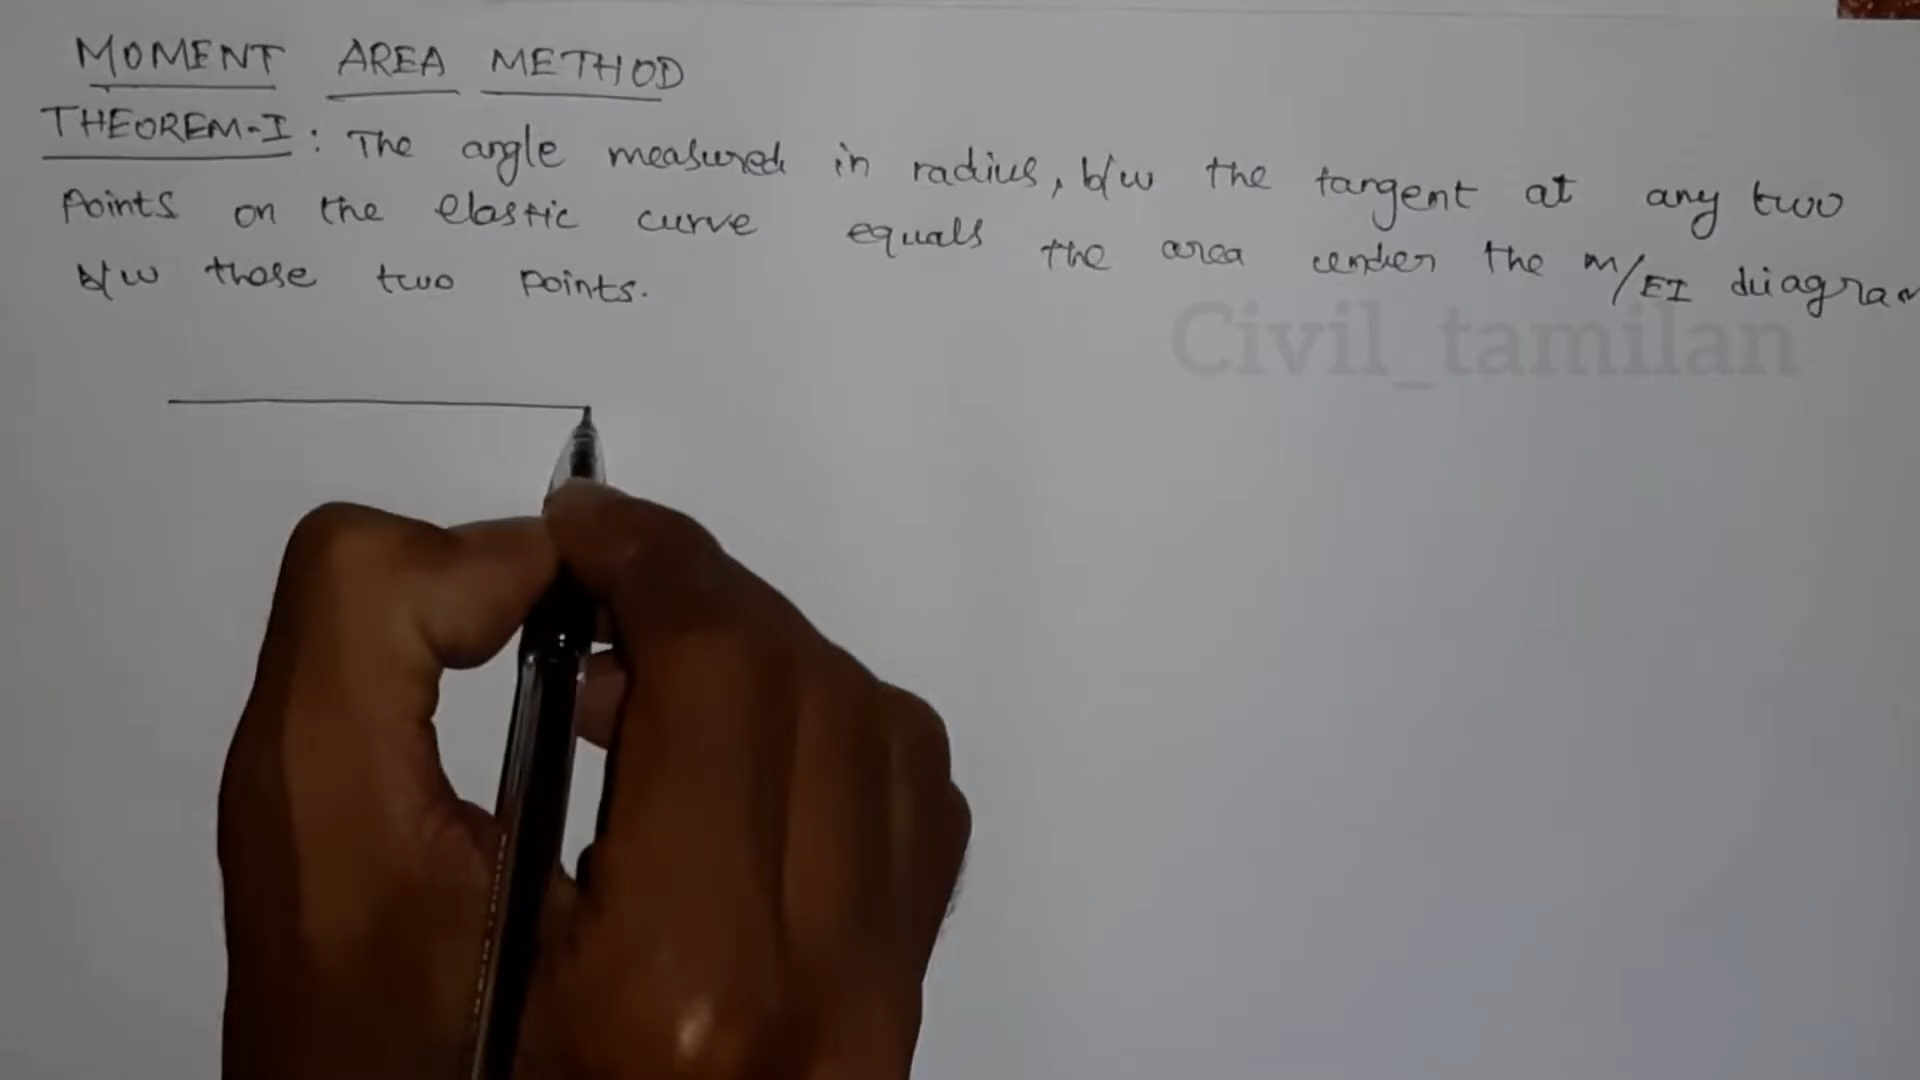 MOMENT AREA METHOD
THEOREM-I: The angle measured in radius, b/w the tangent at any two
points on the elastic curve equals the area under the M/EI diagram
b/w those two points.
Civil_tamilan